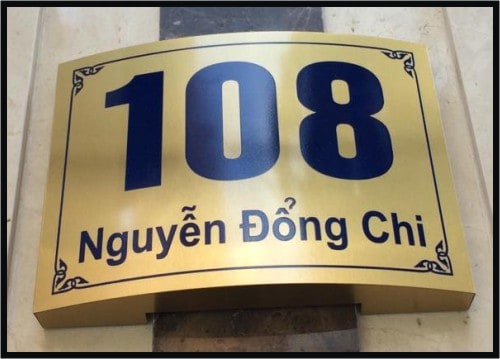 108
Nguyễn Đổng Chi